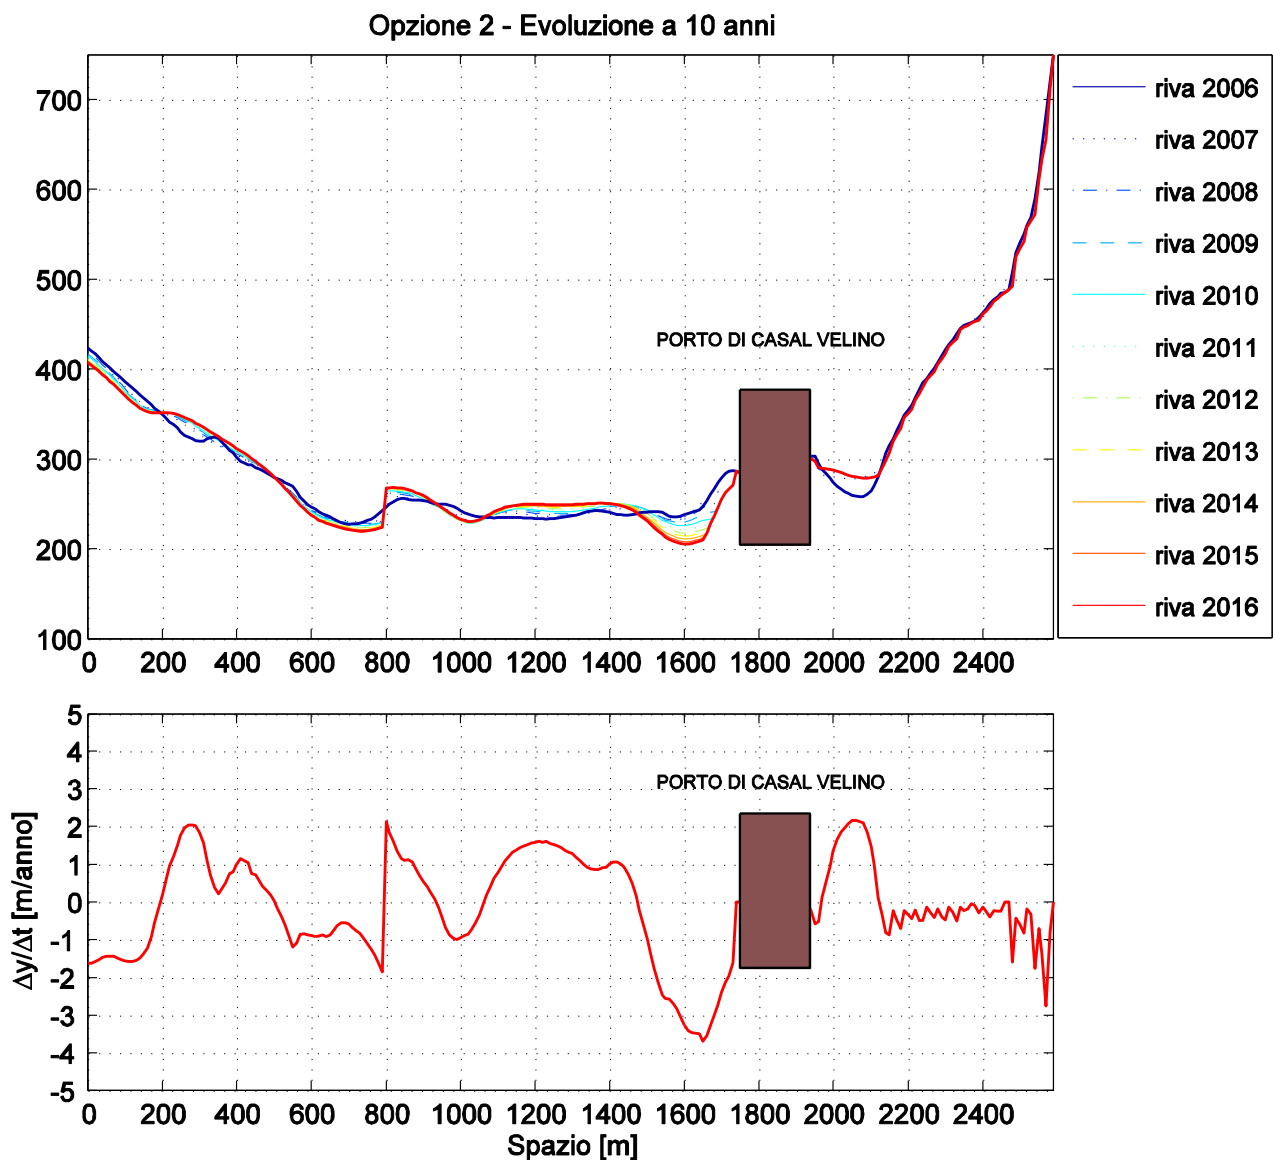 Opzione 2 - Evoluzione a 10 anni
700
600
500
400
300
200
100
0 200 400 600 800 1000 1200 1400 1600 1800 2000 2200 2400
PORTO DI CASAL VELINO
riva 2006
riva 2007
riva 2008
riva 2009
riva 2010
riva 2011
riva 2012
riva 2013
riva 2014
riva 2015
riva 2016
5
4
3
2
1
0
-1
-2
-3
-4
-5
Δy/Δt [m/anno]
PORTO DI CASAL VELINO
0 200 400 600 800 1000 1200 1400 1600 1800 2000 2200 2400
Spazio [m]